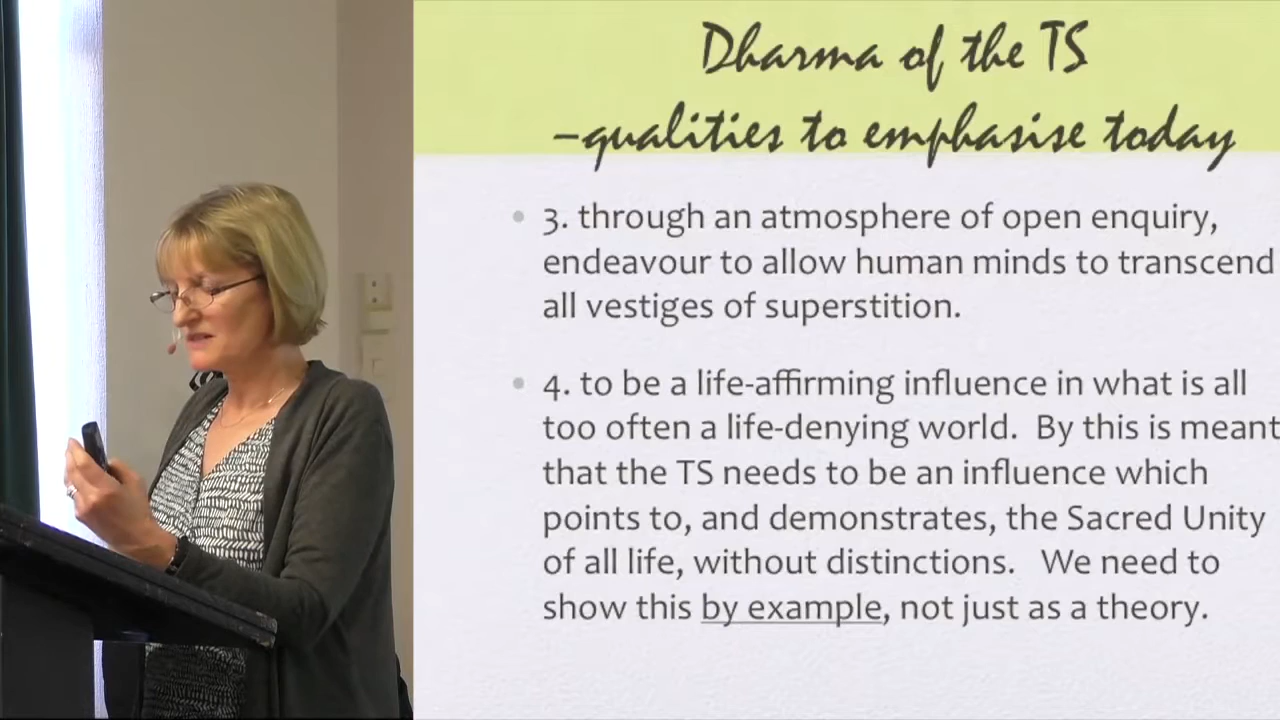 Dharma of the TS
–qualities to emphasise today
• 3. through an atmosphere of open enquiry,
endeavour to allow human minds to transcend
all vestiges of superstition.
• 4. to be a life-affirming influence in what is all
too often a life-denying world. By this is meant
that the TS needs to be an influence which
points to, and demonstrates, the Sacred Unity
of all life, without distinctions. We need to
show this by example, not just as a theory.